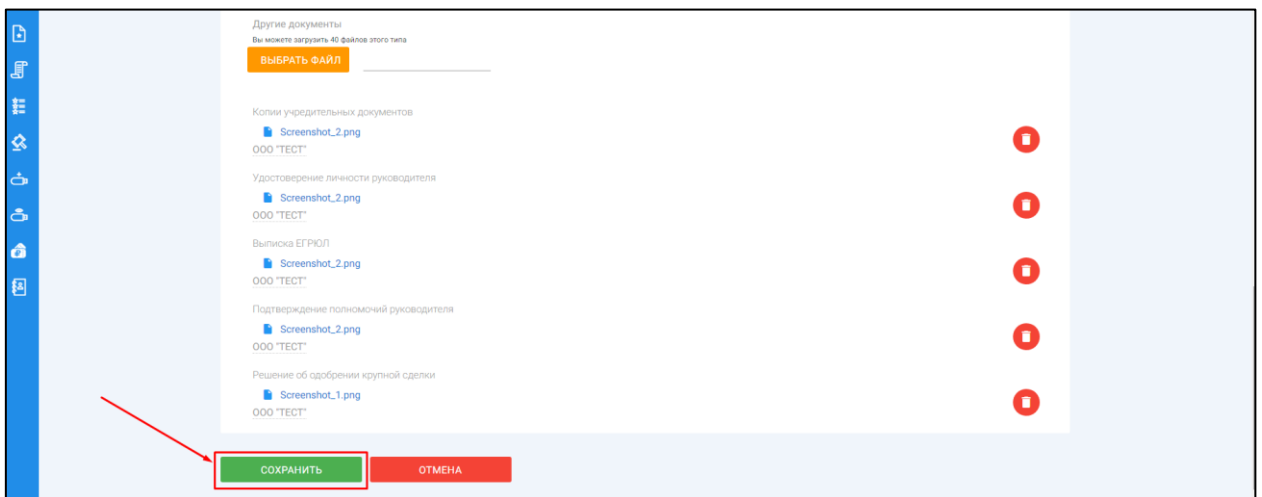 Другие документы
Вы можете загрузить 40 файлов этого типа
ВЫБРАТЬ ФАЙЛ
Копии учредительных документов
Screenshot_2.png
ООО "ТЕСТ"
Удостоверение личности руководителя
Screenshot_2.png
ООО "ТЕСТ"
Выписка ЕГРЮЛ
Screenshot_2.png
ООО "ТЕСТ"
Подтверждение полномочий руководителя
Screenshot_2.png
ООО "ТЕСТ"
Решение об одобрении крупной сделки
Screenshot_1.png
ООО "ТЕСТ"
СОХРАНИТЬ ОТМЕНА